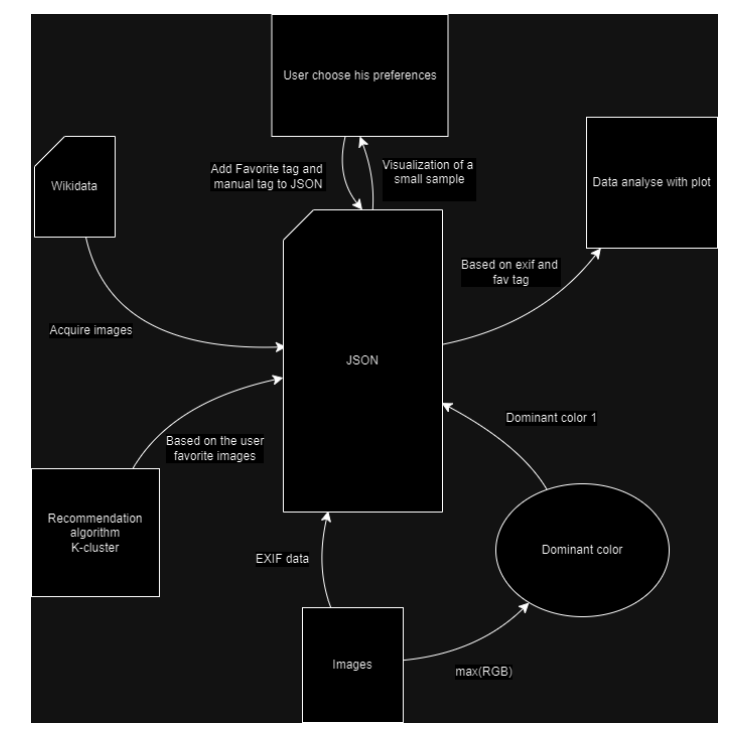 User choose his preferences
Add Favorite tag and
manual tag to JSON
Visualization of a
small sample
Wikidata
Data analyse with plot
Based on exif and
fav tag
Acquire images
JSON
Dominant color 1
Based on the user
favorite images
Recommendation
algorithm
K-cluster
Dominant color
EXIF data
Images
max(RGB)